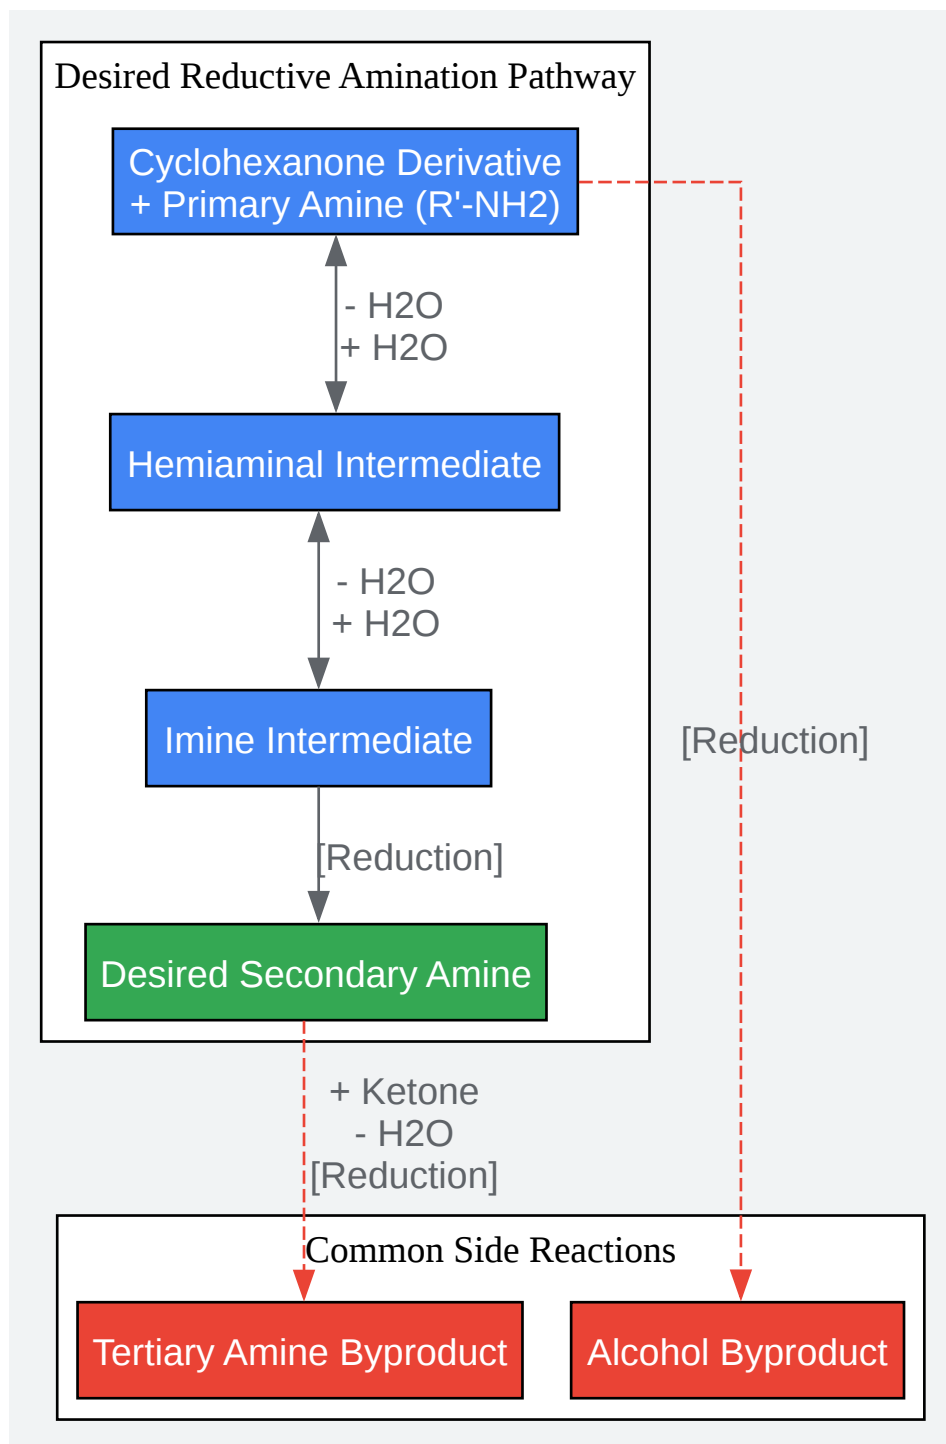 Desired Reductive Amination Pathway
Cyclohexanone Derivative
+ Primary Amine (R'-NH2)
- H2O
+ H2O
Hemiaminal Intermediate
- H2O
+ H2O
Imine Intermediate
[Reduction]
[Reduction]
Desired Secondary Amine
+ Ketone
- H2O
[Reduction]
Common Side Reactions
Tertiary Amine Byproduct
Alcohol Byproduct